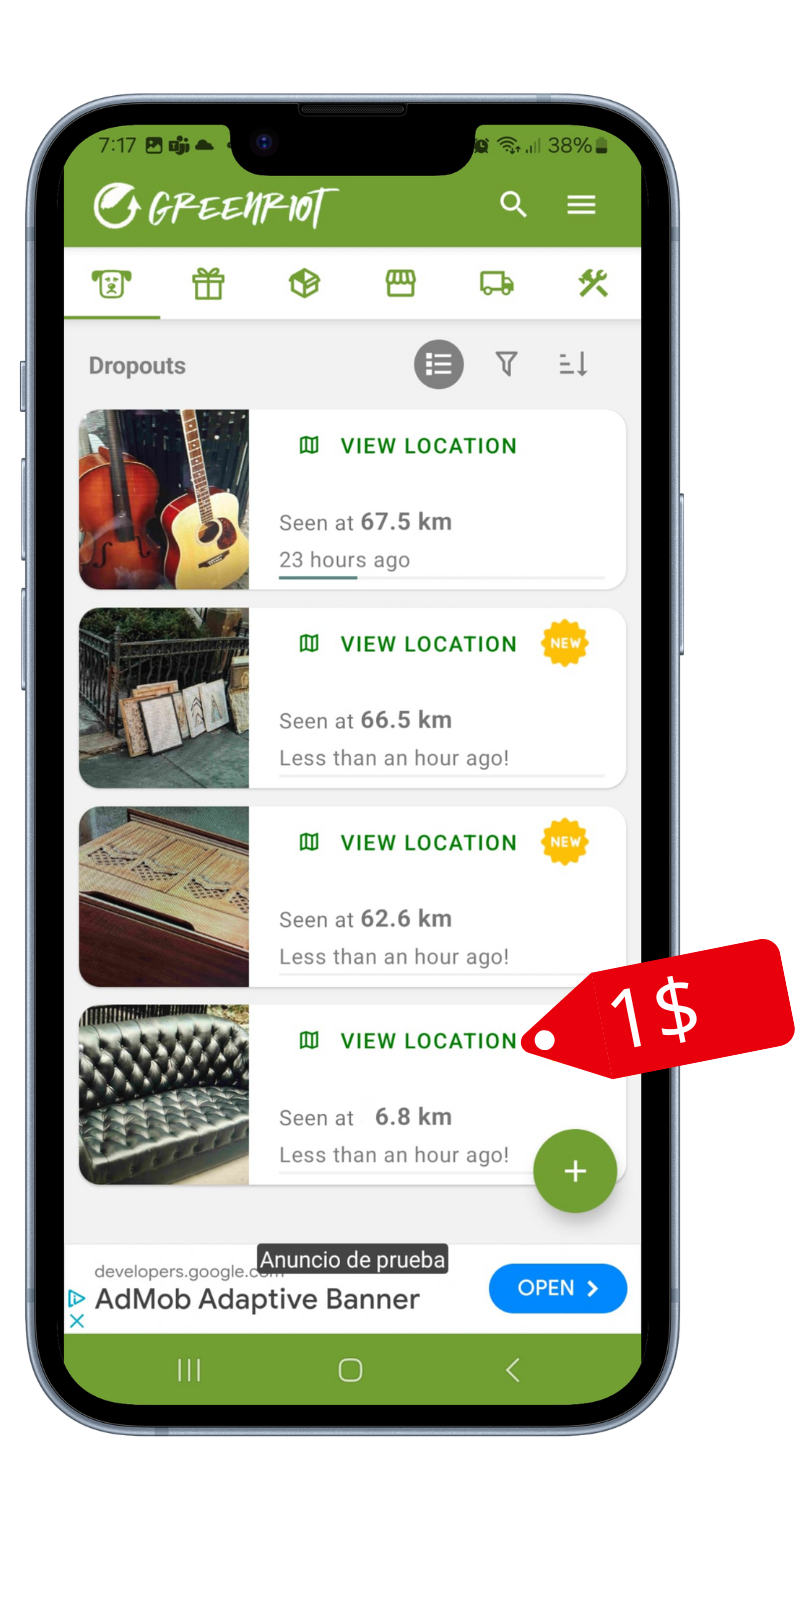 7:17
38%
GREENRIOT
Dropouts
VIEW LOCATION
Seen at 67.5 km
23 hours ago
VIEW LOCATION
NEW
Seen at 66.5 km
Less than an hour ago!
VIEW LOCATION
NEW
Seen at 62.6 km
Less than an hour ago!
VIEW LOCATION
1$
Seen at 6.8 km
Less than an hour ago!
Anuncio de prueba
developers.google.com
AdMob Adaptive Banner
OPEN